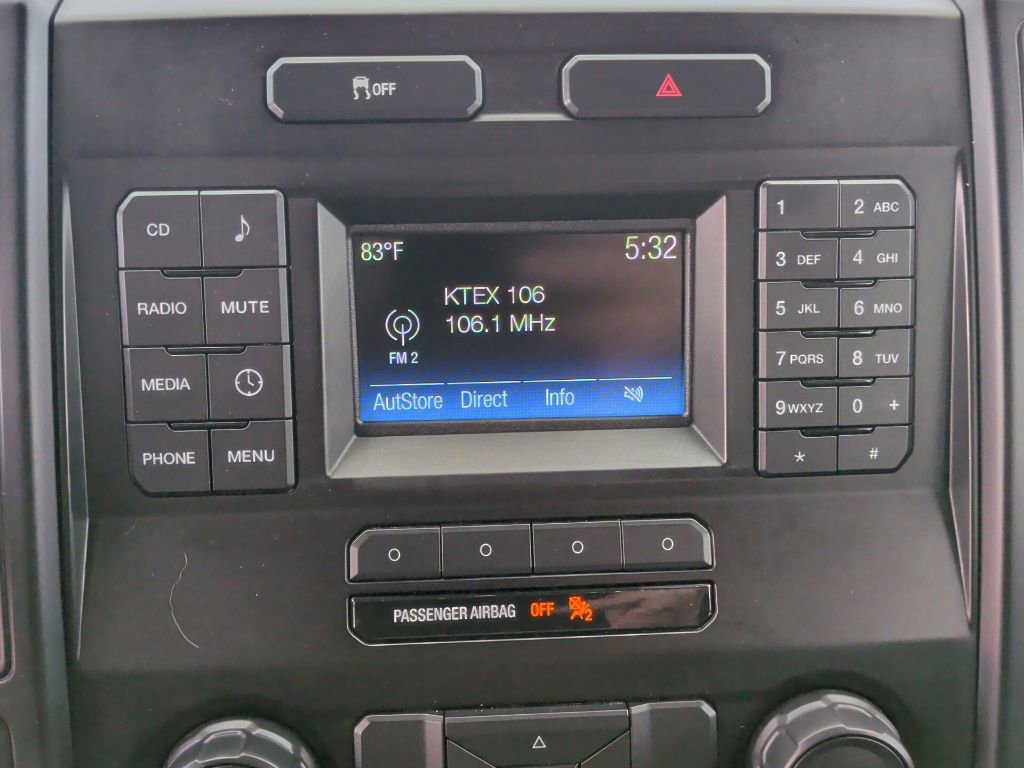 OFF
83°F 5:32
KTEX 106
106.1 MHz
FM 2
AutStore Direct Info
CD
RADIO MUTE
MEDIA
PHONE MENU
1 2 ABC
3 DEF 4 GHI
5 JKL 6 MNO
7 PQRS 8 TUV
9 WXYZ 0 +
* #
PASSENGER AIRBAG OFF 2